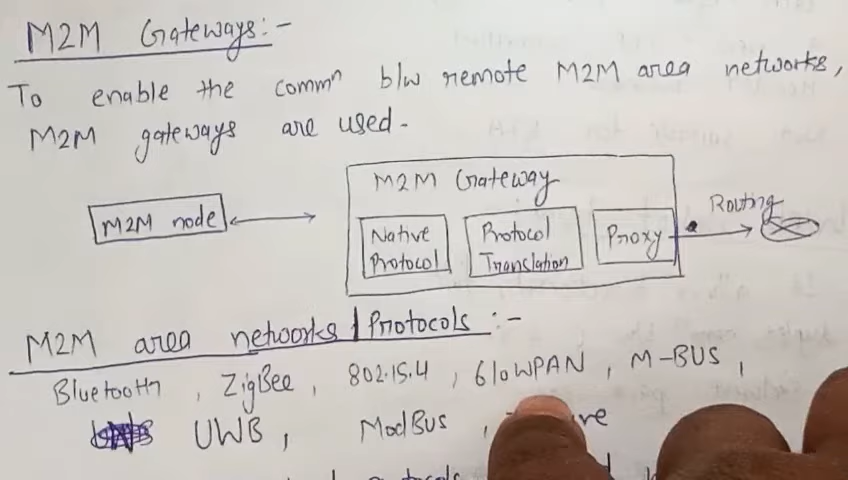 M2M Gateways:-
To enable the commⁿ b/w remote M2M area networks,
M2M gateways are used.
M2M Gateway
M2M node
Native Protocol
Protocol Translation
Proxy
Routing
M2M area networks / Protocols :-
Bluetooth, ZigBee, 802.15.4, 6loWPAN, M-BUS,
UWB, ModBus,